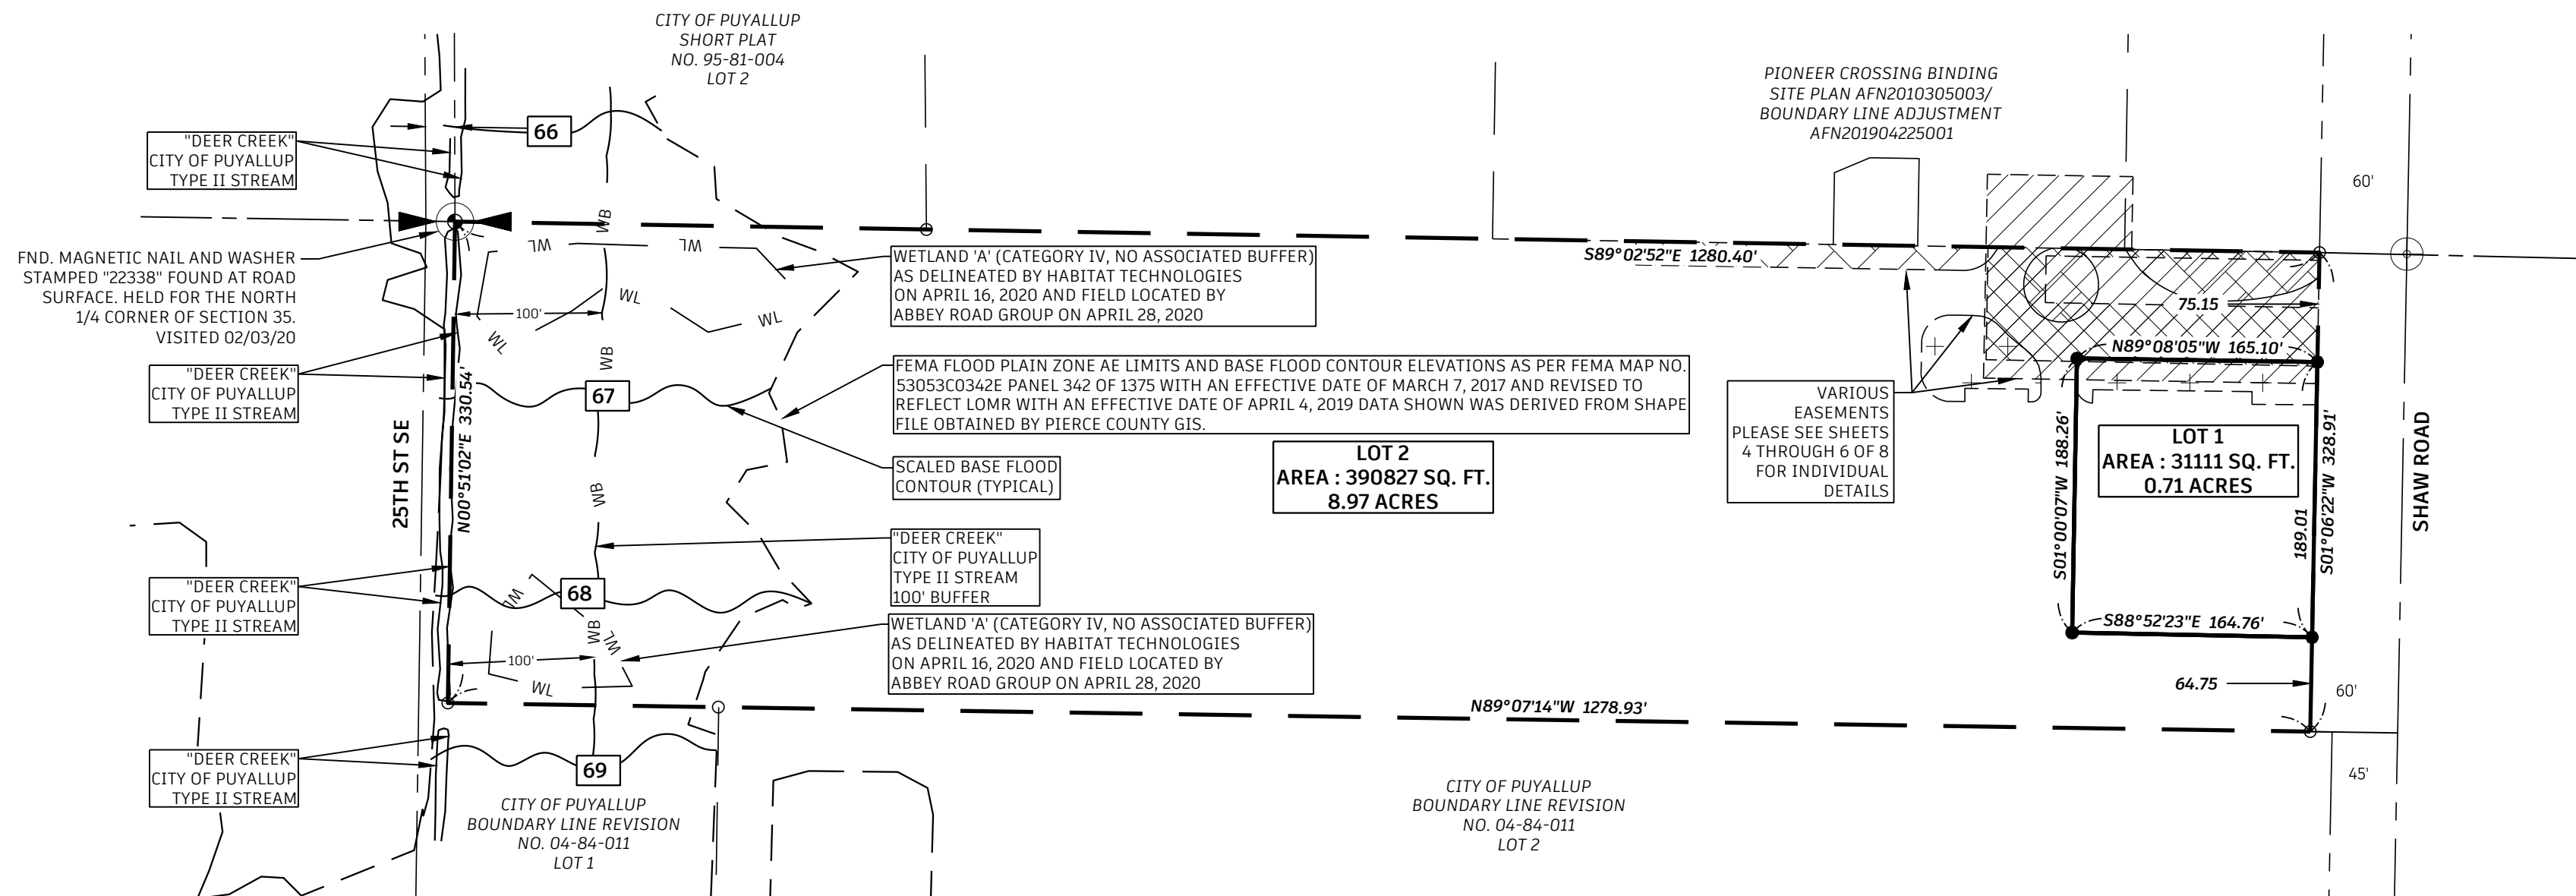 CITY OF PUYALLUP
SHORT PLAT
NO. 95-81-004
LOT 2
PIONEER CROSSING BINDING
SITE PLAN AFN2010305003/
BOUNDARY LINE ADJUSTMENT
AFN201904225001
66
"DEER CREEK"
CITY OF PUYALLUP
TYPE II STREAM
60'
WB
WL
WL
FND. MAGNETIC NAIL AND WASHER
STAMPED "22338" FOUND AT ROAD
SURFACE. HELD FOR THE NORTH
1/4 CORNER OF SECTION 35.
VISITED 02/03/20
WETLAND 'A' (CATEGORY IV, NO ASSOCIATED BUFFER)
AS DELINEATED BY HABITAT TECHNOLOGIES
ON APRIL 16, 2020 AND FIELD LOCATED BY
ABBEY ROAD GROUP ON APRIL 28, 2020
S89°02'52"E 1280.40'
75.15
WL
100'
WL
WL
WB
N89°08'05"W 165.10'
"DEER CREEK"
CITY OF PUYALLUP
TYPE II STREAM
FEMA FLOOD PLAIN ZONE AE LIMITS AND BASE FLOOD CONTOUR ELEVATIONS AS PER FEMA MAP NO.
53053C0342E PANEL 342 OF 1375 WITH AN EFFECTIVE DATE OF MARCH 7, 2017 AND REVISED TO
REFLECT LOMR WITH AN EFFECTIVE DATE OF APRIL 4, 2019 DATA SHOWN WAS DERIVED FROM SHAPE
FILE OBTAINED BY PIERCE COUNTY GIS.
67
VARIOUS
EASEMENTS
PLEASE SEE SHEETS
4 THROUGH 6 OF 8
FOR INDIVIDUAL
DETAILS
25TH ST SE
N00°51'02"E 330.54'
LOT 2
AREA : 390827 SQ. FT.
8.97 ACRES
LOT 1
AREA : 31111 SQ. FT.
0.71 ACRES
S01°00'07"W 188.26'
189.01
S01°06'22"W 328.91'
SHAW ROAD
SCALED BASE FLOOD
CONTOUR (TYPICAL)
WB
"DEER CREEK"
CITY OF PUYALLUP
TYPE II STREAM
100' BUFFER
"DEER CREEK"
CITY OF PUYALLUP
TYPE II STREAM
68
WL
WB
WL
WETLAND 'A' (CATEGORY IV, NO ASSOCIATED BUFFER)
AS DELINEATED BY HABITAT TECHNOLOGIES
ON APRIL 16, 2020 AND FIELD LOCATED BY
ABBEY ROAD GROUP ON APRIL 28, 2020
S88°52'23"E 164.76'
100'
WL
64.75
60'
N89°07'14"W 1278.93'
"DEER CREEK"
CITY OF PUYALLUP
TYPE II STREAM
69
45'
CITY OF PUYALLUP
BOUNDARY LINE REVISION
NO. 04-84-011
LOT 1
CITY OF PUYALLUP
BOUNDARY LINE REVISION
NO. 04-84-011
LOT 2